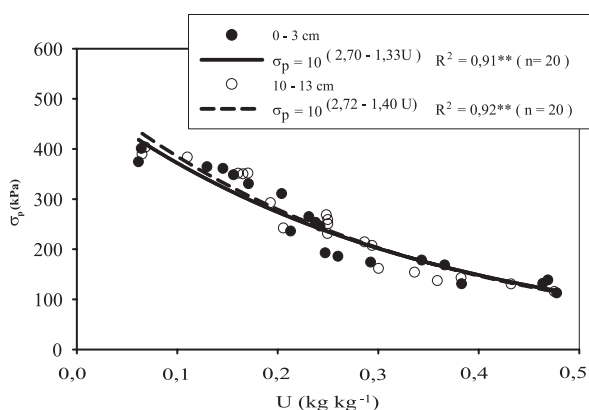 0 - 3 cm
σp = 10 (2,70 - 1,33U) R² = 0,91** ( n= 20 )
10 - 13 cm
σp = 10 (2,72 - 1,40 U) R² = 0,92** ( n= 20 )
600
500
400
300
200
100
0
σp (kPa)
0,0 0,1 0,2 0,3 0,4 0,5
U (kg kg⁻¹)